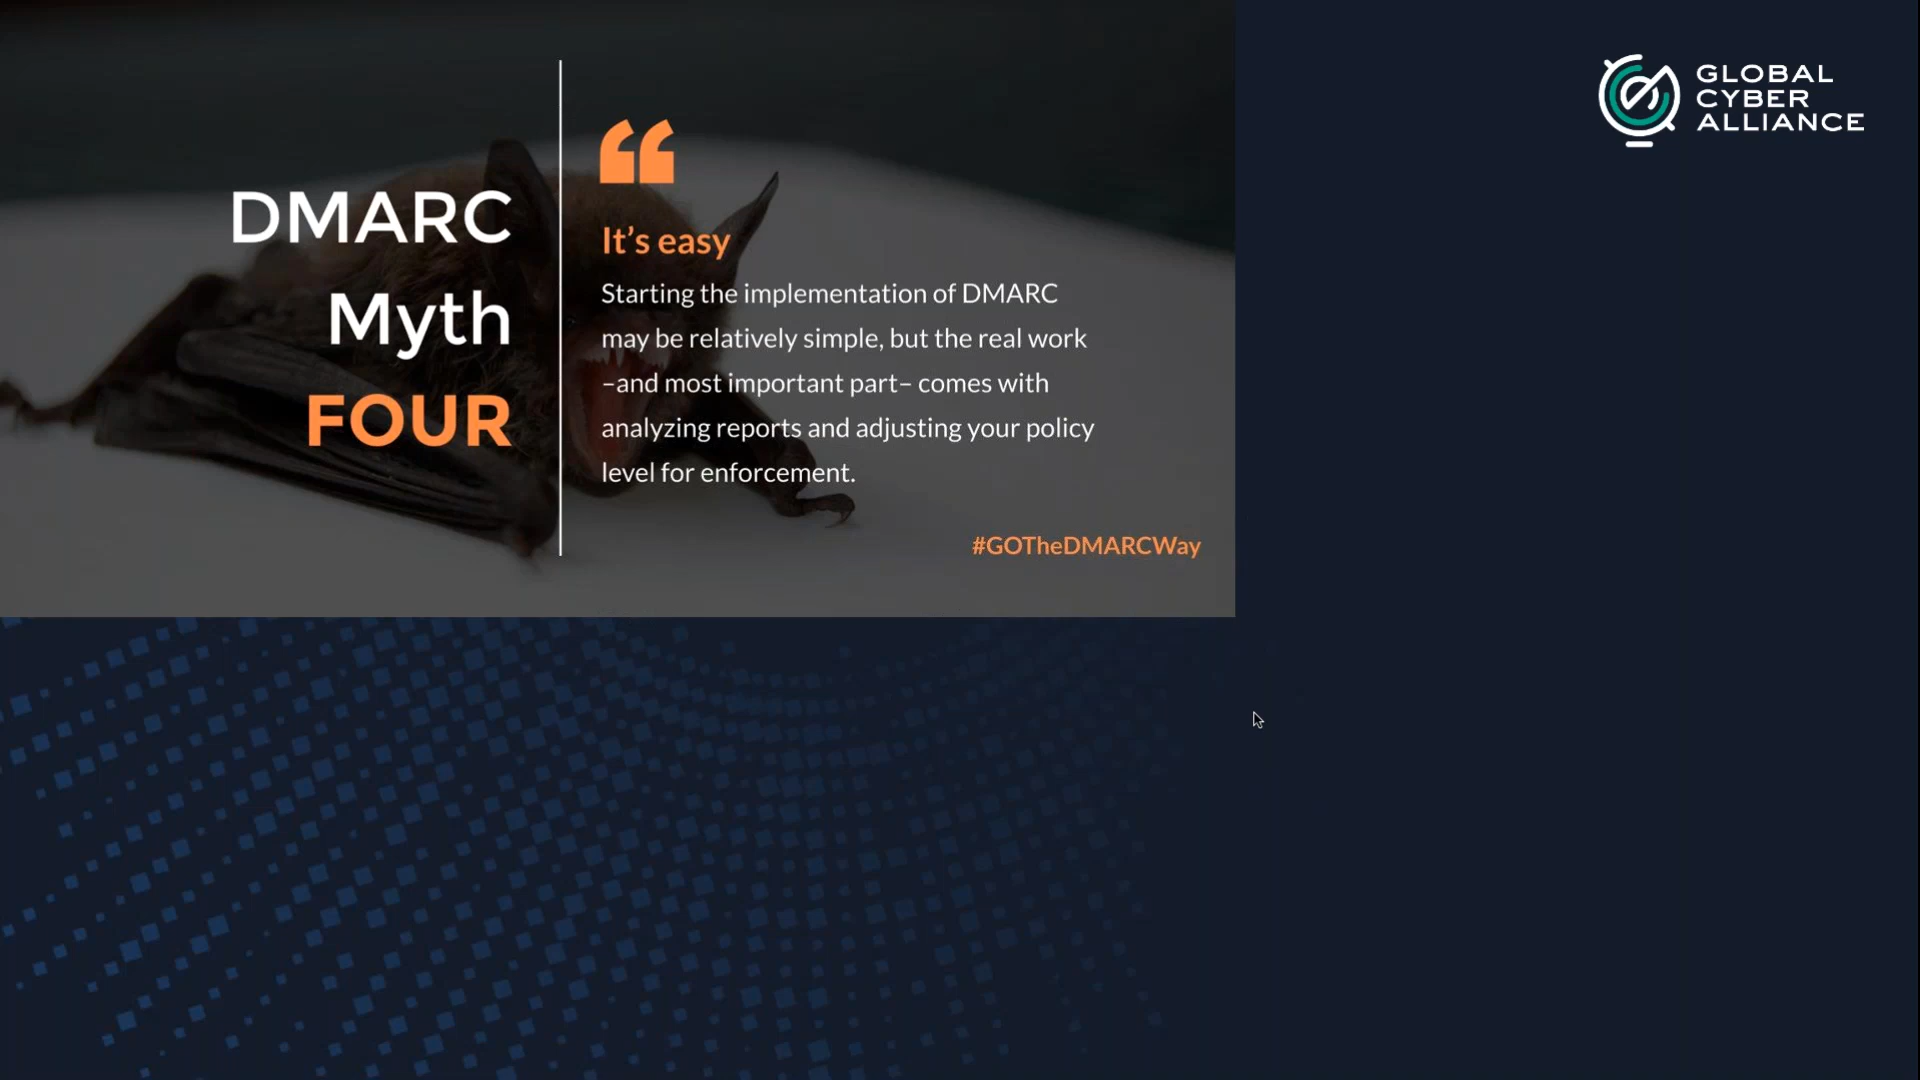 DMARC
Myth
FOUR
“
It’s easy
Starting the implementation of DMARC
may be relatively simple, but the real work
–and most important part– comes with
analyzing reports and adjusting your policy
level for enforcement.
#GOTheDMARCWay
GLOBAL
CYBER
ALLIANCE